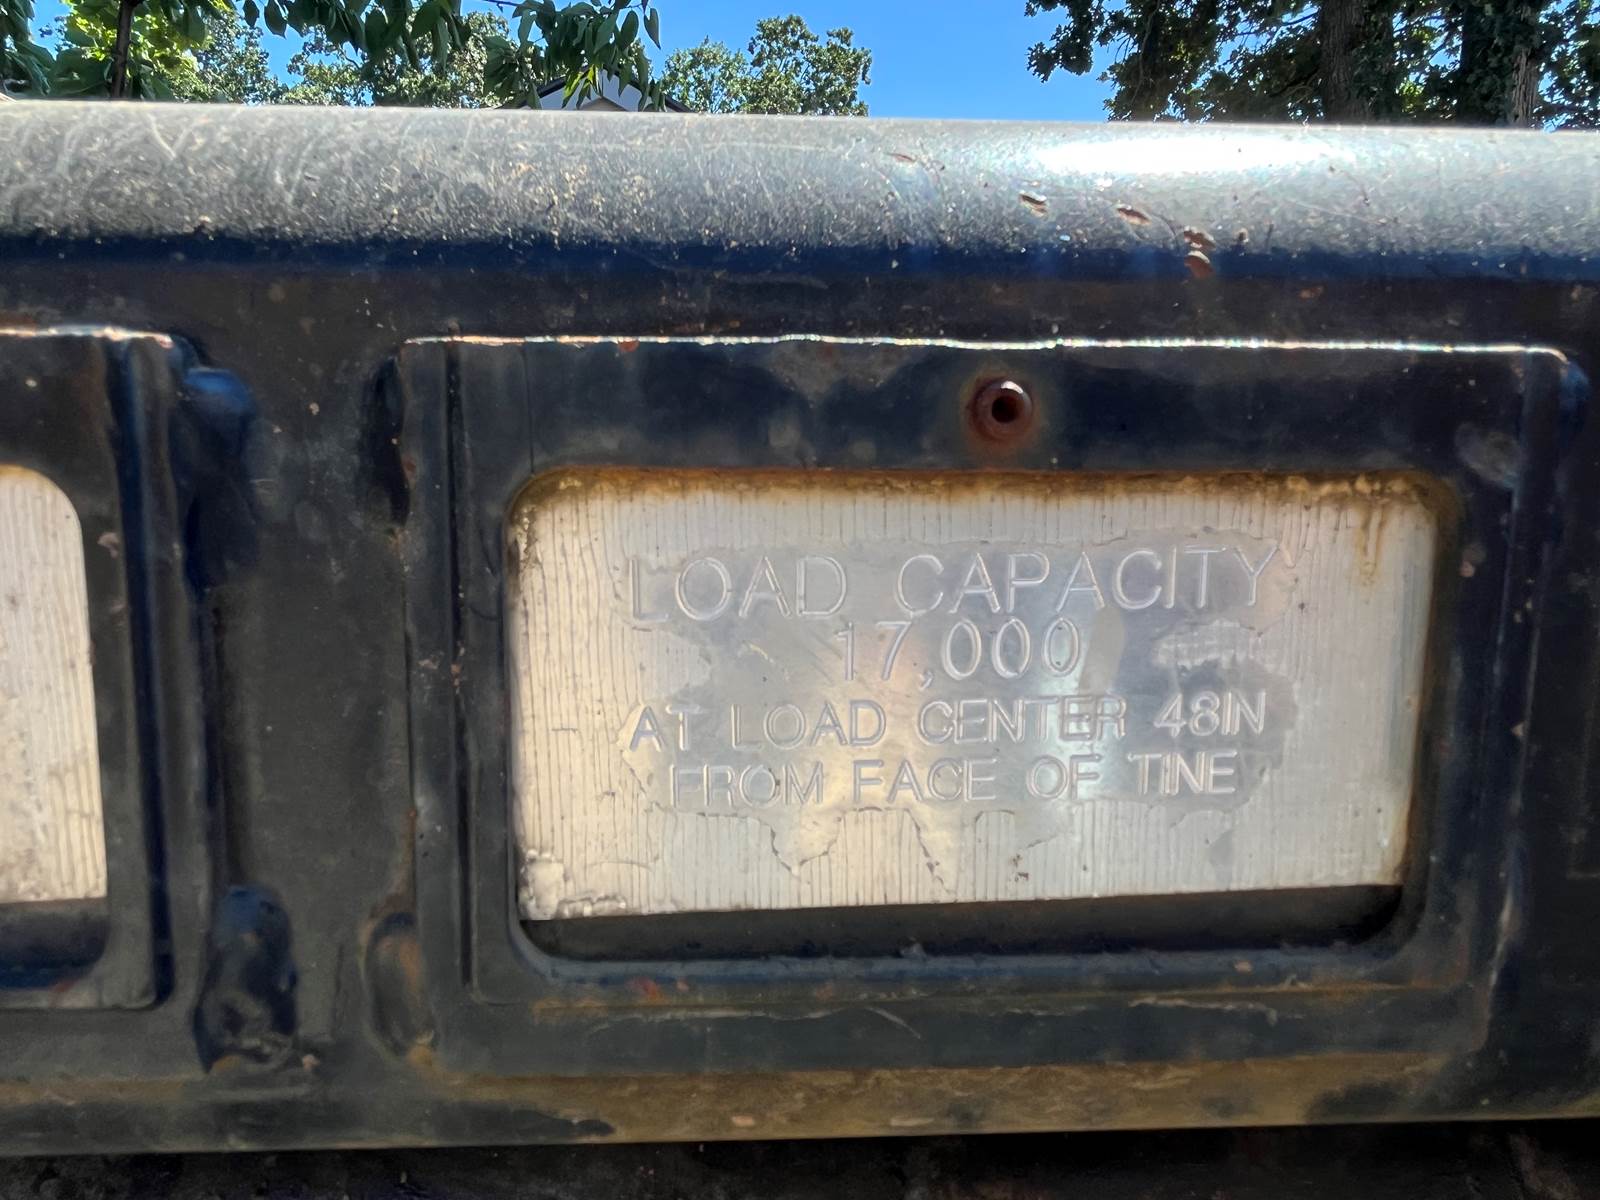 LOAD CAPACITY
17,000
AT LOAD CENTER 48IN
FROM FACE OF TINE